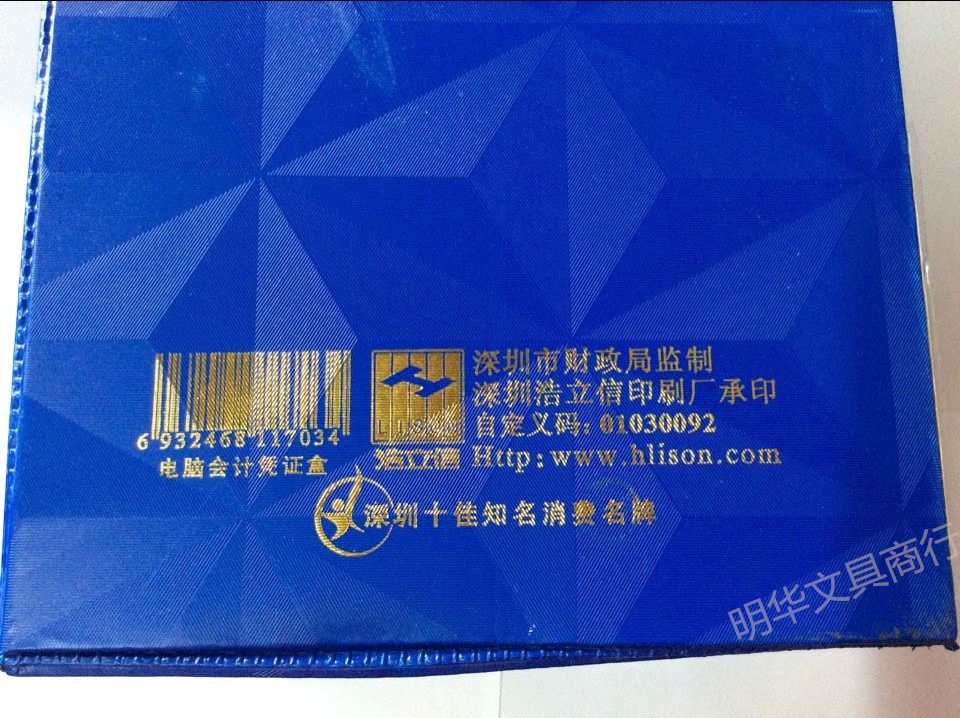 6 932468 117034
电脑会计凭证盒
浩立信
深圳市财政局监制
深圳浩立信印刷厂承印
自定义码: 01030092
Http: www.hlison.com
深圳十佳知名消费名牌
明华文具商行